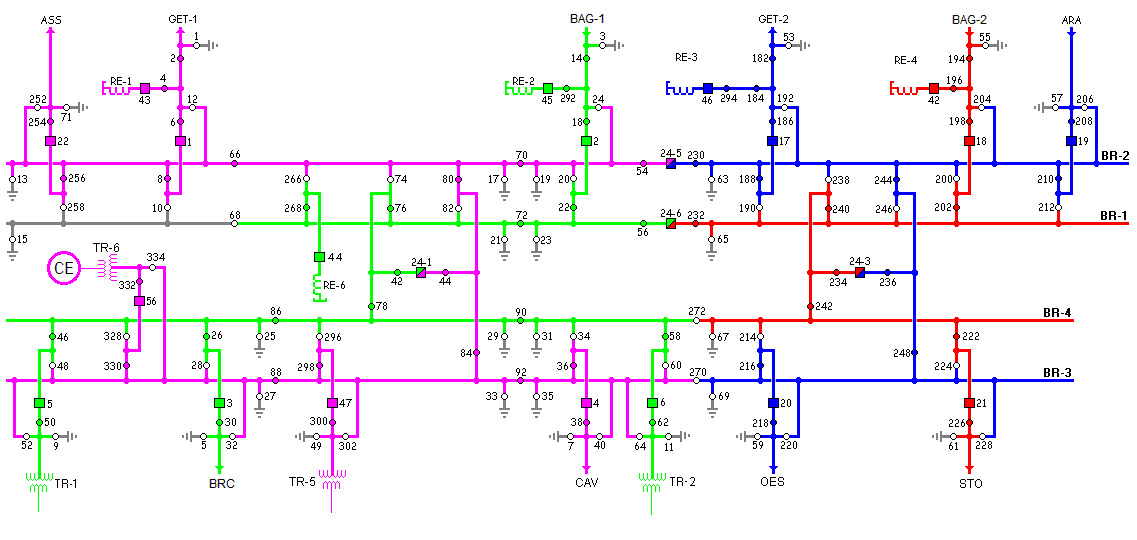 ASS GET-1 BAG-1 GET-2 BAG-2 ARA
1 3 53 55
2 14 182 194
RE-1 4 RE-2 RE-3 RE-4 196
43 45 292 46 294 184 42
252 71 12 24 192 57 204 206
254 6 18 186 198 208
22 1 2 17 18 19
66 70 54 24-5 230 BR-2
13 256 8 266 74 80 17 19 20 63 188 238 244 200 210
258 10 268 76 82 22 190 240 246 202 212
68 72 56 24-6 232 BR-1
15 21 23 65
CE TR-6 334 44 24-1 24-3
332 42 44 234 236
56 RE-6 78 242
86 90 272 BR-4
46 328 26 25 296 29 31 34 58 67 214 222
84 248
48 330 28 298 36 60 216 224
88 92 270 BR-3
27 33 35 69
5 3 47 4 6 20 21
50 30 300 38 62 218 226
52 9 5 32 49 302 7 40 64 11 59 220 61 228
TR-1 BRC TR-5 CAV TR-2 OES STO